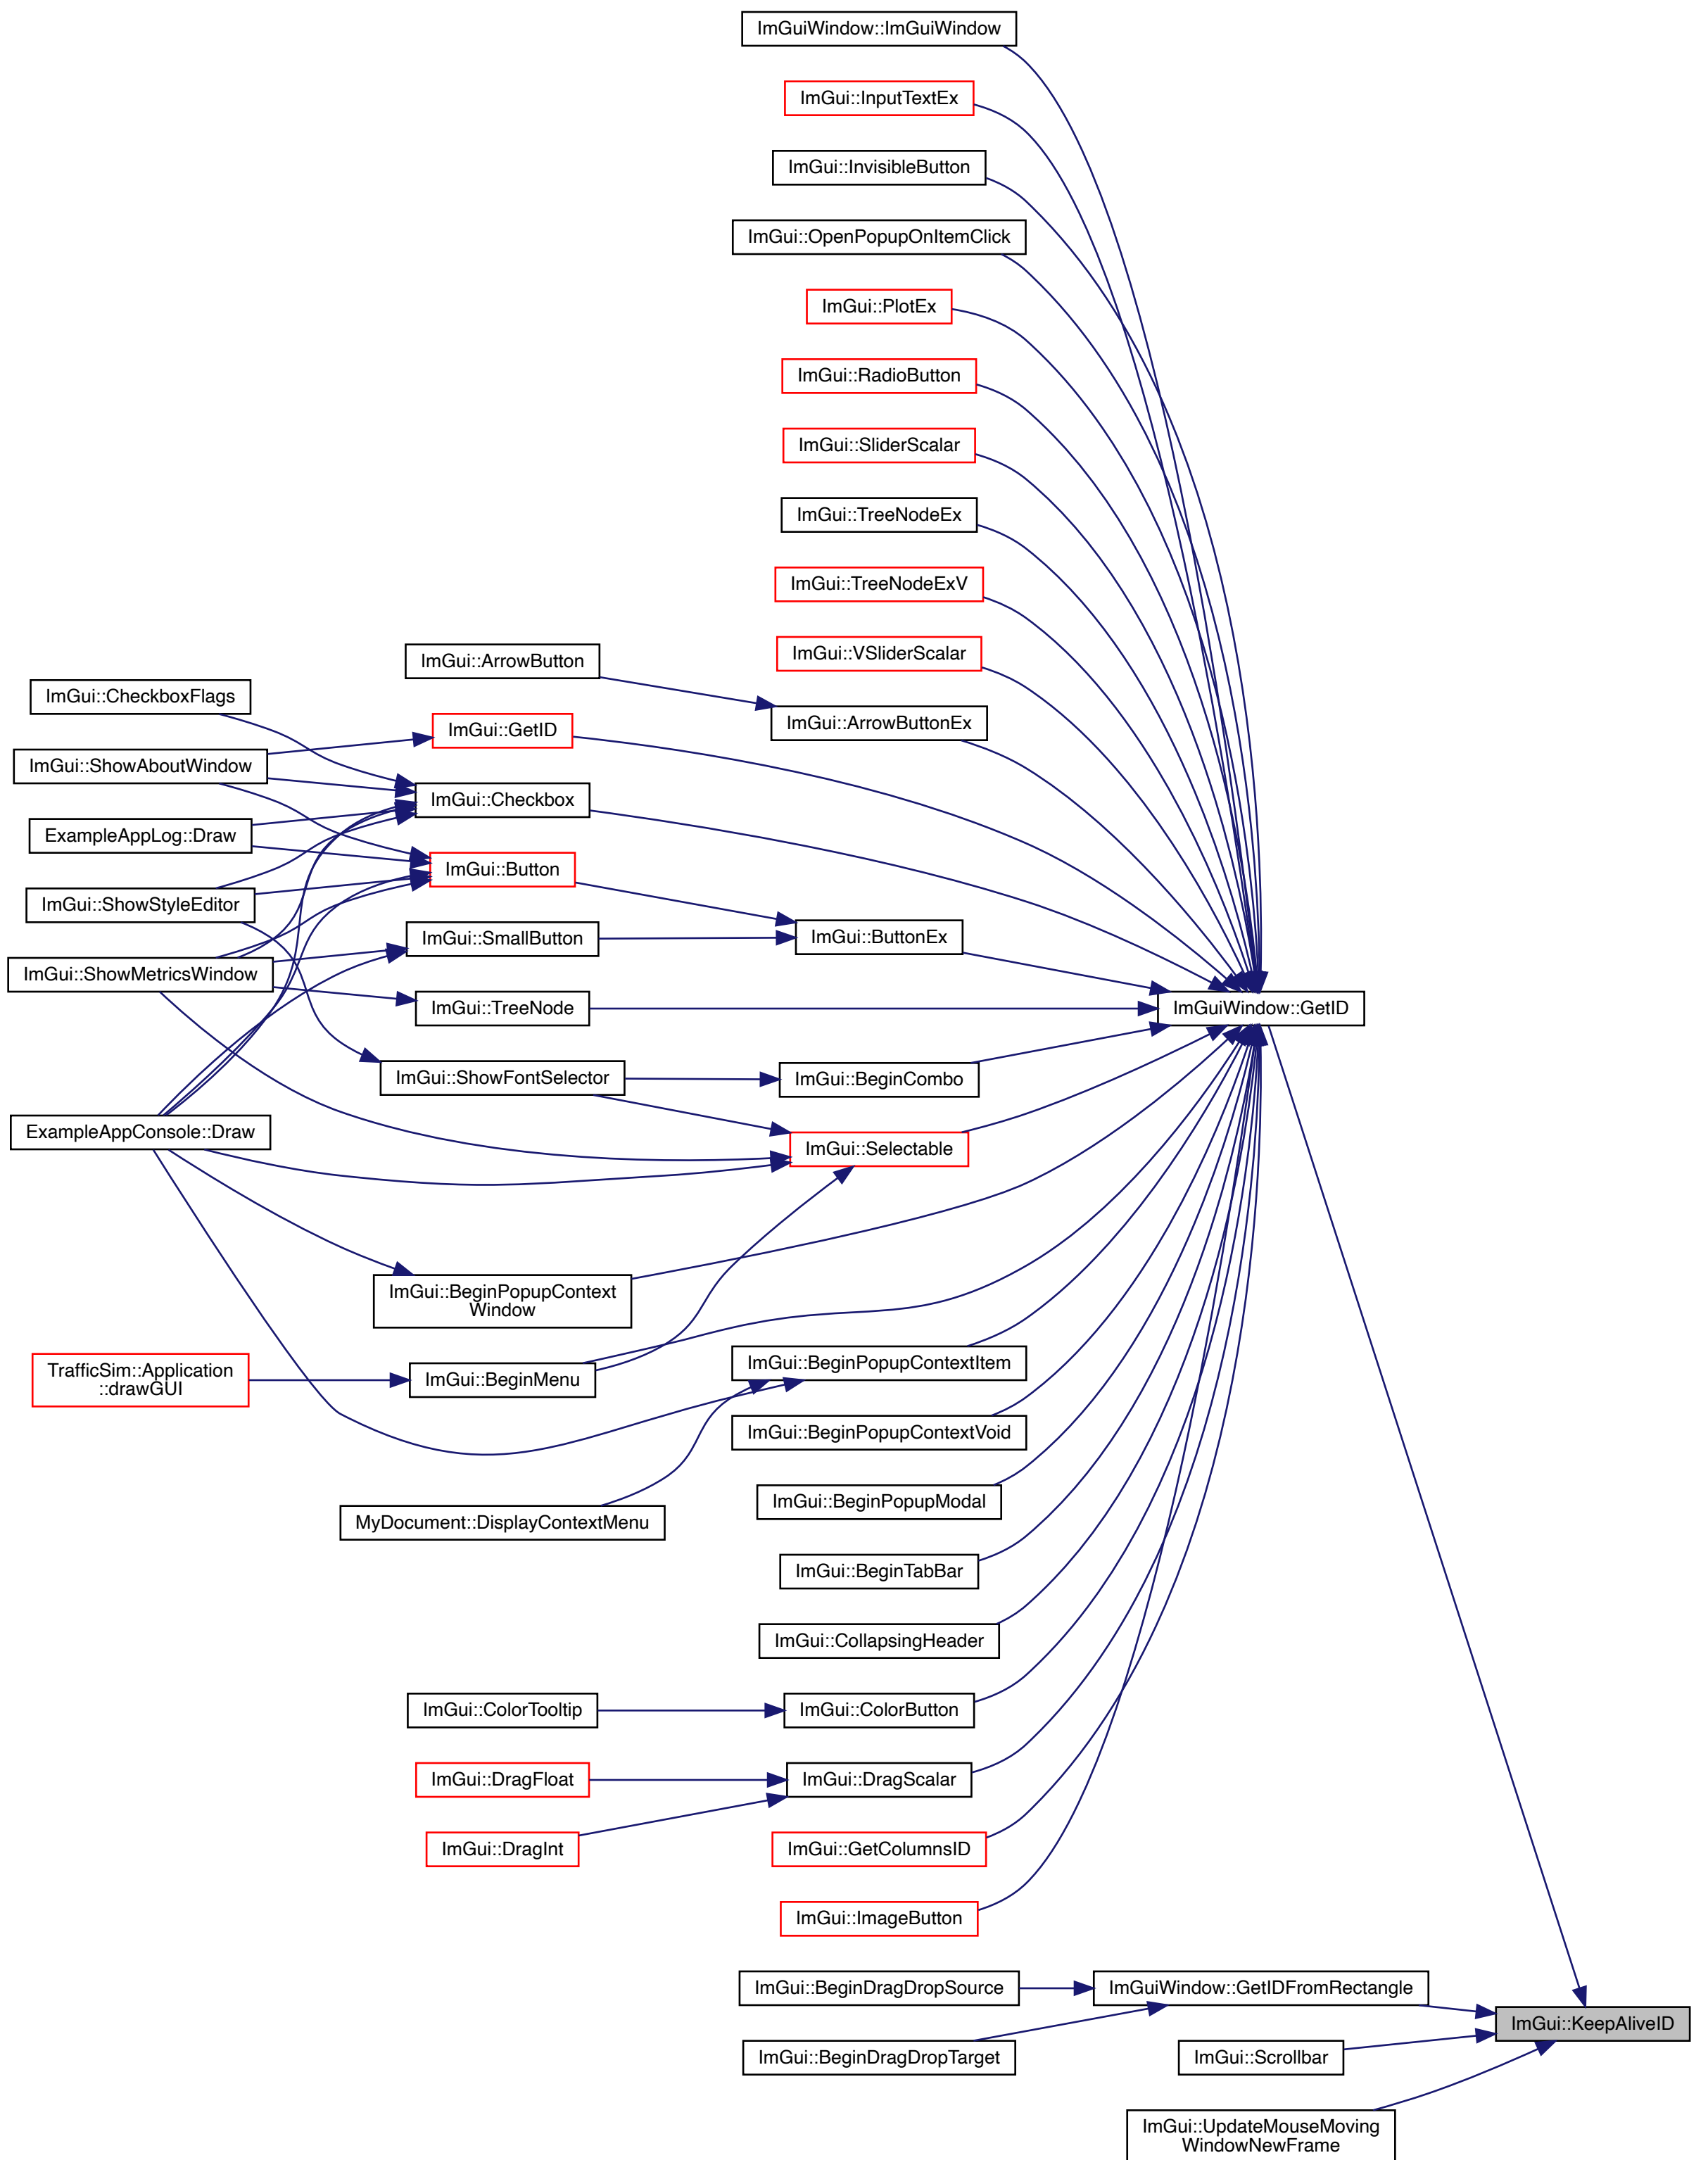 ImGuiWindow::ImGuiWindow
ImGui::InputTextEx
ImGui::InvisibleButton
ImGui::OpenPopupOnItemClick
ImGui::PlotEx
ImGui::RadioButton
ImGui::SliderScalar
ImGui::TreeNodeEx
ImGui::TreeNodeExV
ImGui::VSliderScalar
ImGui::ArrowButton
ImGui::CheckboxFlags
ImGui::ArrowButtonEx
ImGui::GetID
ImGui::ShowAboutWindow
ImGui::Checkbox
ExampleAppLog::Draw
ImGui::Button
ImGui::ShowStyleEditor
ImGui::SmallButton
ImGui::ButtonEx
ImGui::ShowMetricsWindow
ImGui::TreeNode
ImGuiWindow::GetID
ImGui::ShowFontSelector
ImGui::BeginCombo
ExampleAppConsole::Draw
ImGui::Selectable
ImGui::BeginPopupContext
Window
TrafficSim::Application
::drawGUI
ImGui::BeginMenu
ImGui::BeginPopupContextItem
ImGui::BeginPopupContextVoid
ImGui::BeginPopupModal
MyDocument::DisplayContextMenu
ImGui::BeginTabBar
ImGui::CollapsingHeader
ImGui::ColorTooltip
ImGui::ColorButton
ImGui::DragFloat
ImGui::DragScalar
ImGui::DragInt
ImGui::GetColumnsID
ImGui::ImageButton
ImGui::BeginDragDropSource
ImGuiWindow::GetIDFromRectangle
ImGui::KeepAliveID
ImGui::BeginDragDropTarget
ImGui::Scrollbar
ImGui::UpdateMouseMoving
WindowNewFrame